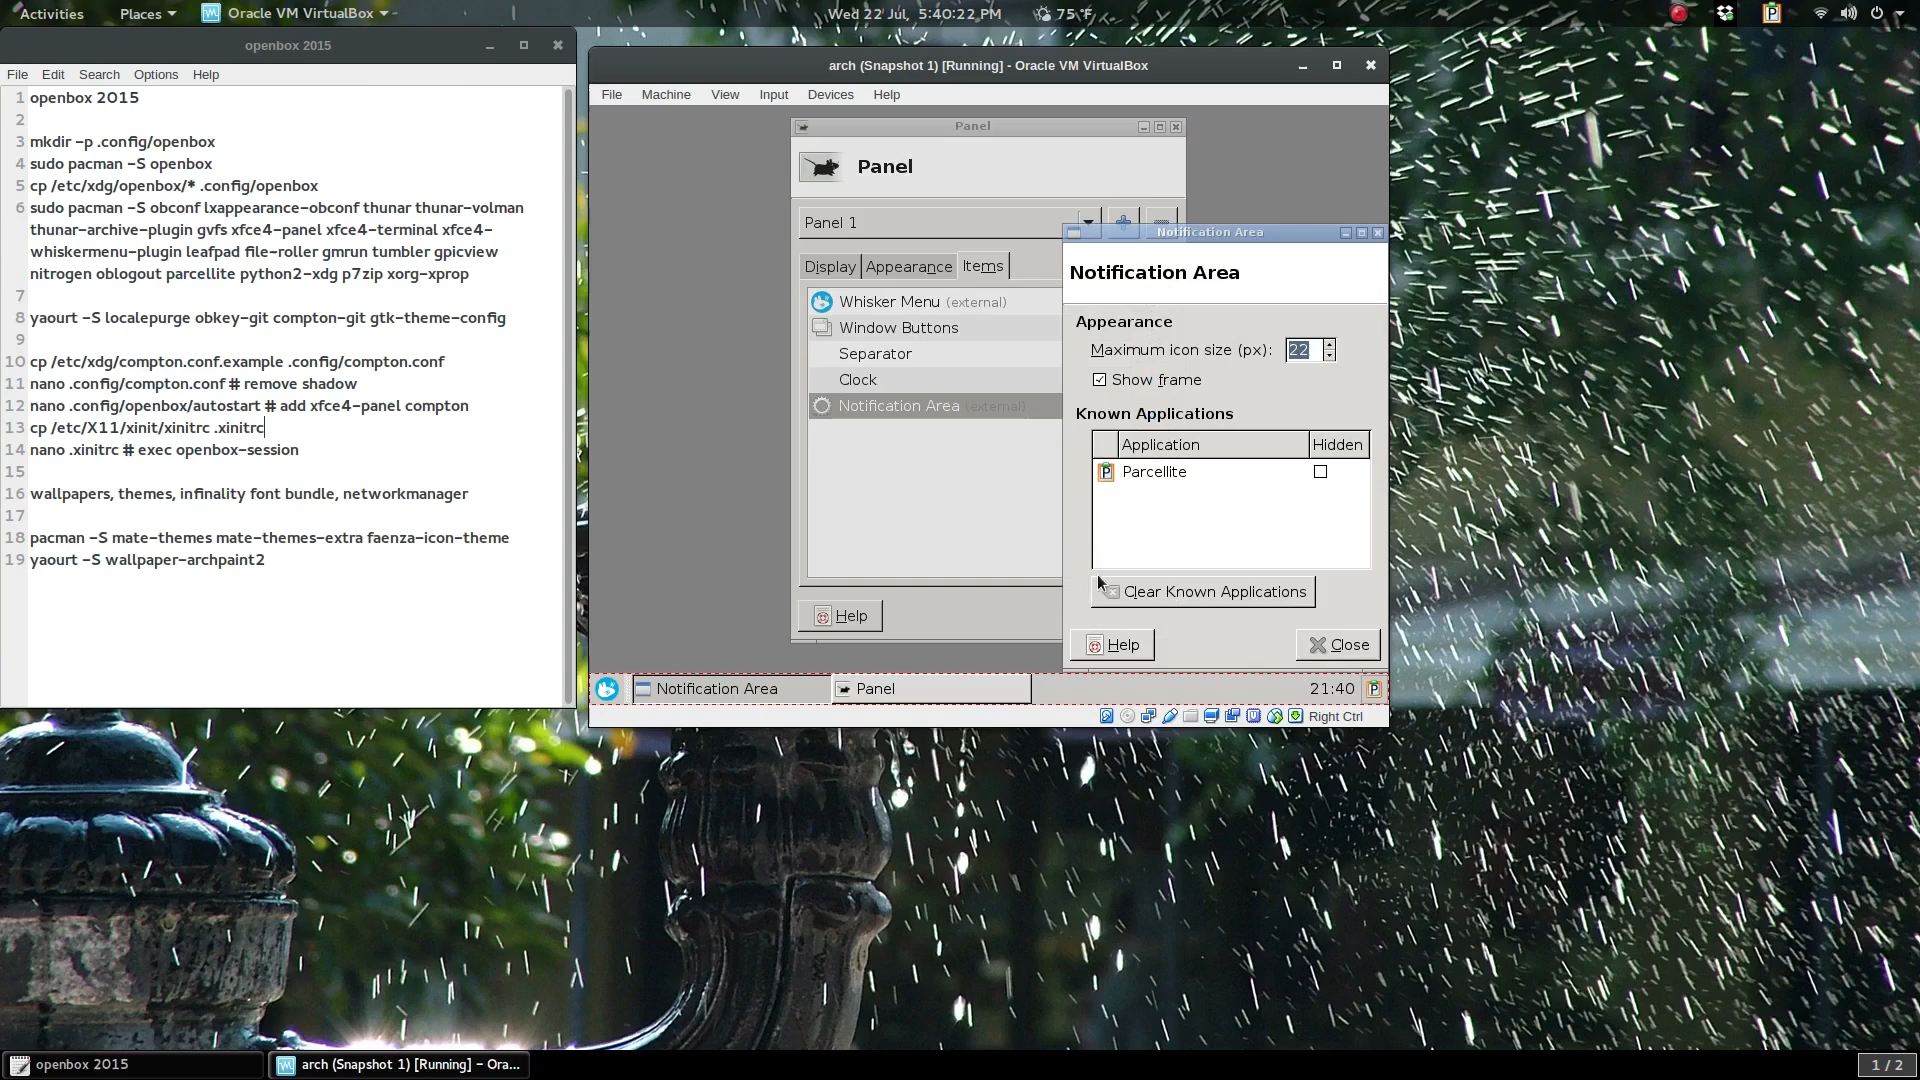 Activities Places Oracle VM VirtualBox Wed 22 Jul, 5:40:22 PM 75 °F
openbox 2015
File Edit Search Options Help
1 openbox 2015
2
3 mkdir -p .config/openbox
4 sudo pacman -S openbox
5 cp /etc/xdg/openbox/* .config/openbox
6 sudo pacman -S obconf lxappearance-obconf thunar thunar-volman
thunar-archive-plugin gvfs xfce4-panel xfce4-terminal xfce4-
whiskermenu-plugin leafpad file-roller gmrun tumbler gpicview
nitrogen oblogout parcellite python2-xdg p7zip xorg-xprop
7
8 yaourt -S localepurge obkey-git compton-git gtk-theme-config
9
10 cp /etc/xdg/compton.conf.example .config/compton.conf
11 nano .config/compton.conf # remove shadow
12 nano .config/openbox/autostart # add xfce4-panel compton
13 cp /etc/X11/xinit/xinitrc .xinitrc
14 nano .xinitrc # exec openbox-session
15
16 wallpapers, themes, infinality font bundle, networkmanager
17
18 pacman -S mate-themes mate-themes-extra faenza-icon-theme
19 yaourt -S wallpaper-archpaint2
arch (Snapshot 1) [Running] - Oracle VM VirtualBox
File Machine View Input Devices Help
Panel
Panel
Panel 1
Display Appearance Items
Whisker Menu (external)
Window Buttons
Separator
Clock
Notification Area (external)
Help
Notification Area
Notification Area
Appearance
Maximum icon size (px): 22
Show frame
Known Applications
Application Hidden
P Parcellite
Clear Known Applications
Help Close
Notification Area Panel 21:40 P
Right Ctrl
openbox 2015 arch (Snapshot 1) [Running] - Ora... 1 / 2